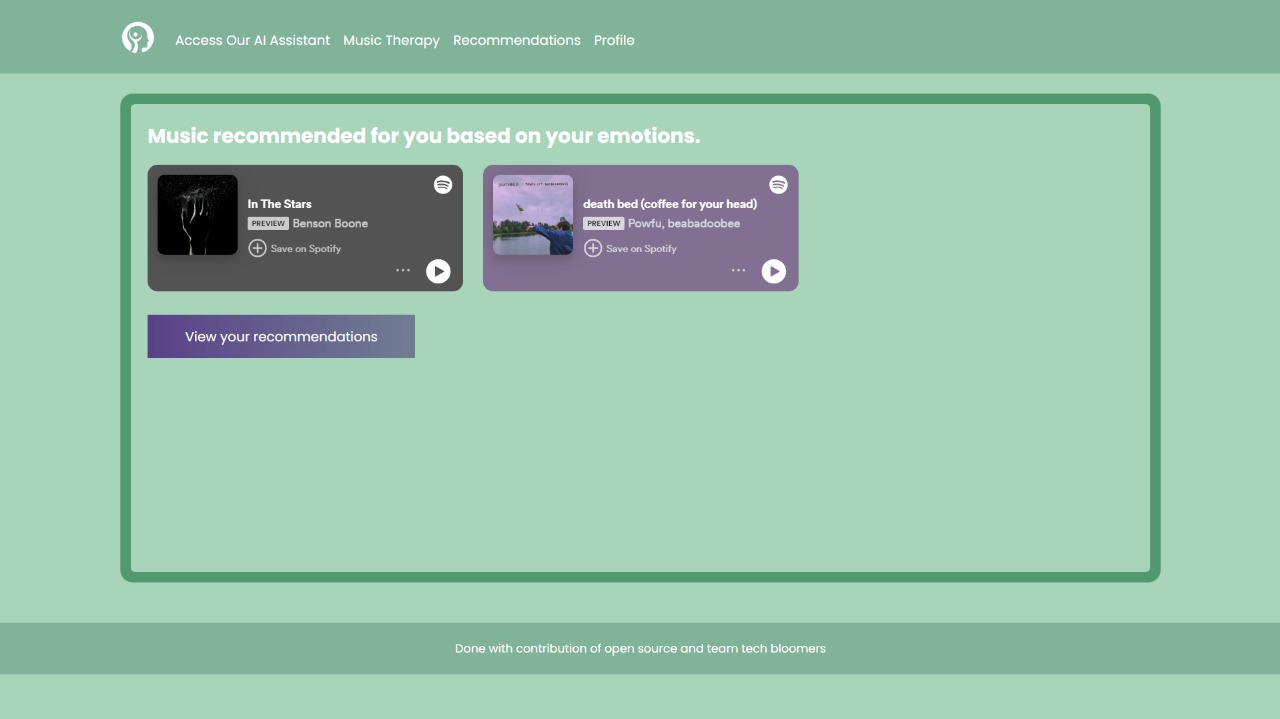 Access Our AI Assistant Music Therapy Recommendations Profile
Music recommended for you based on your emotions.
In The Stars
PREVIEW Benson Boone
Save on Spotify
death bed (coffee for your head)
PREVIEW Powfu, beabadoobee
Save on Spotify
View your recommendations
Done with contribution of open source and team tech bloomers